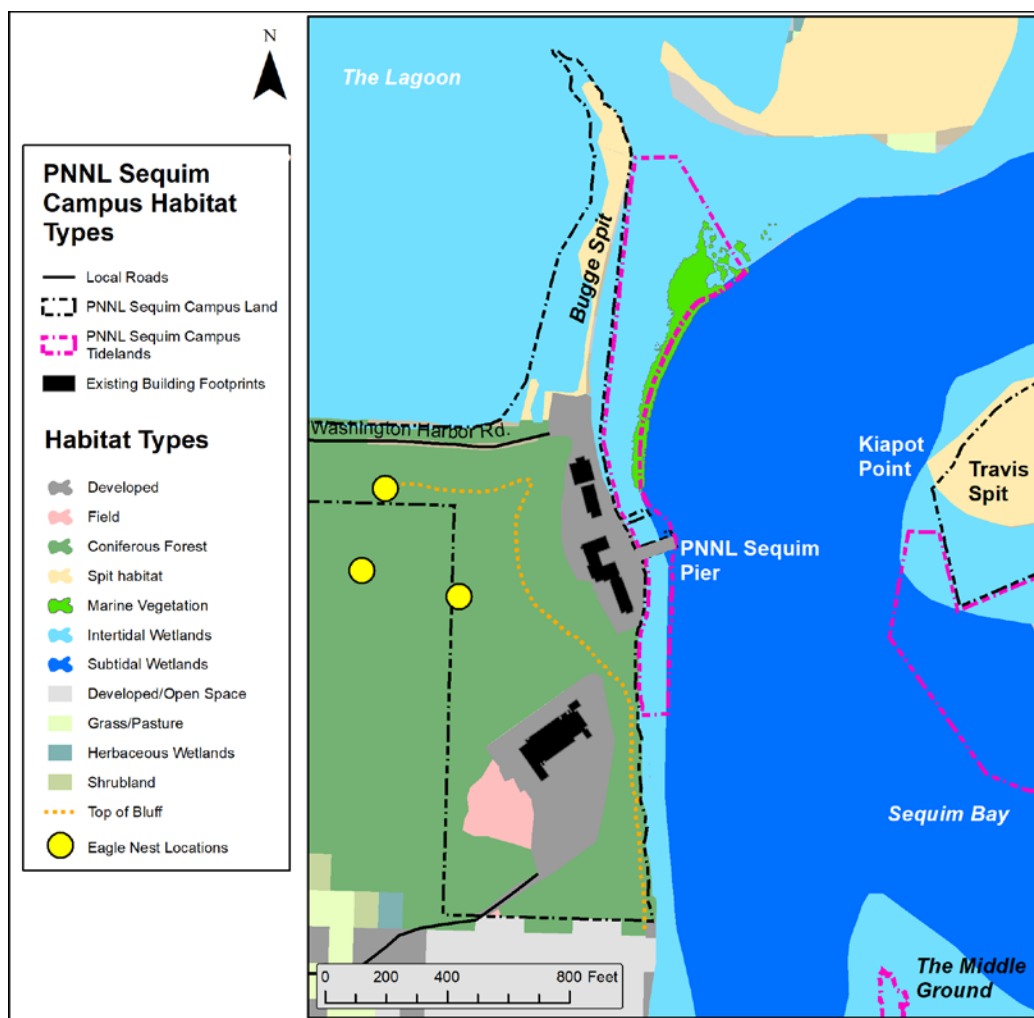 N
The Lagoon
PNNL Sequim
Campus Habitat
Types
Local Roads
PNNL Sequim Campus Land
PNNL Sequim Campus
Tidelands
Existing Building Footprints
Habitat Types
Developed
Field
Coniferous Forest
Spit habitat
Marine Vegetation
Intertidal Wetlands
Subtidal Wetlands
Developed/Open Space
Grass/Pasture
Herbaceous Wetlands
Shrubland
Top of Bluff
Eagle Nest Locations
Bugge Spit
Washington Harbor Rd.
Kiapot
Point
Travis
Spit
PNNL Sequim
Pier
Sequim Bay
The Middle
Ground
0 200 400 800 Feet